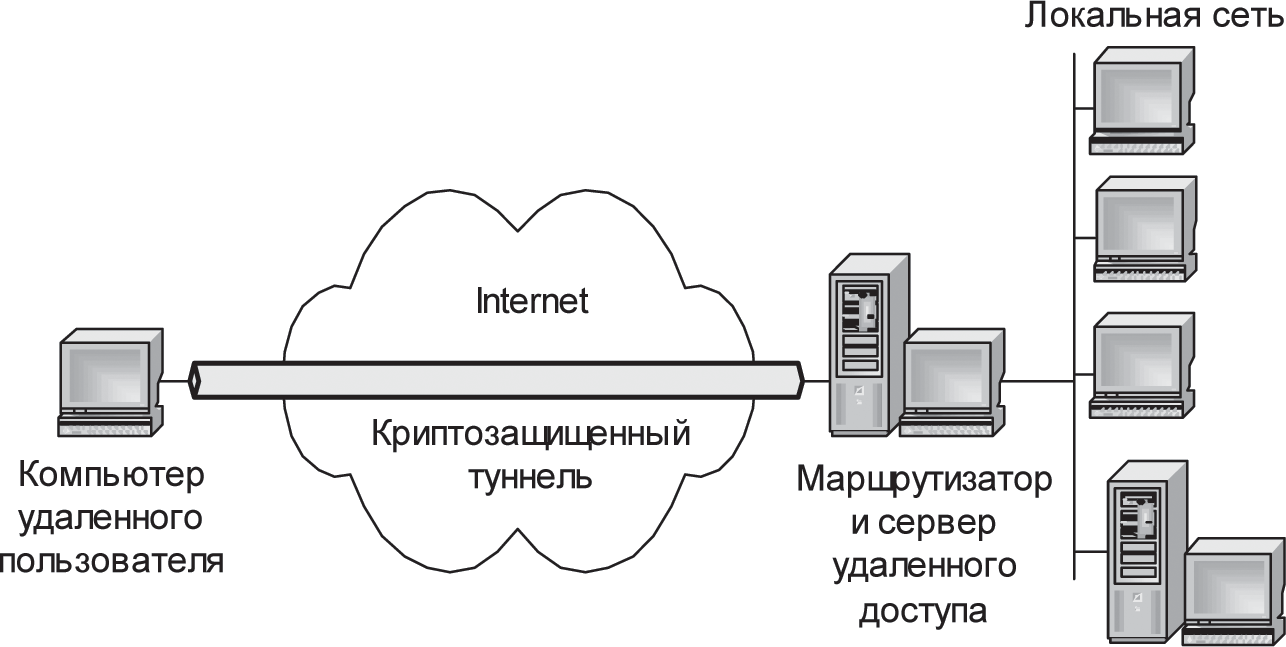 Локальная сеть
Internet
Криптозащищенный
туннель
Компьютер
удаленного
пользователя
Маршрутизатор
и сервер
удаленного
доступа